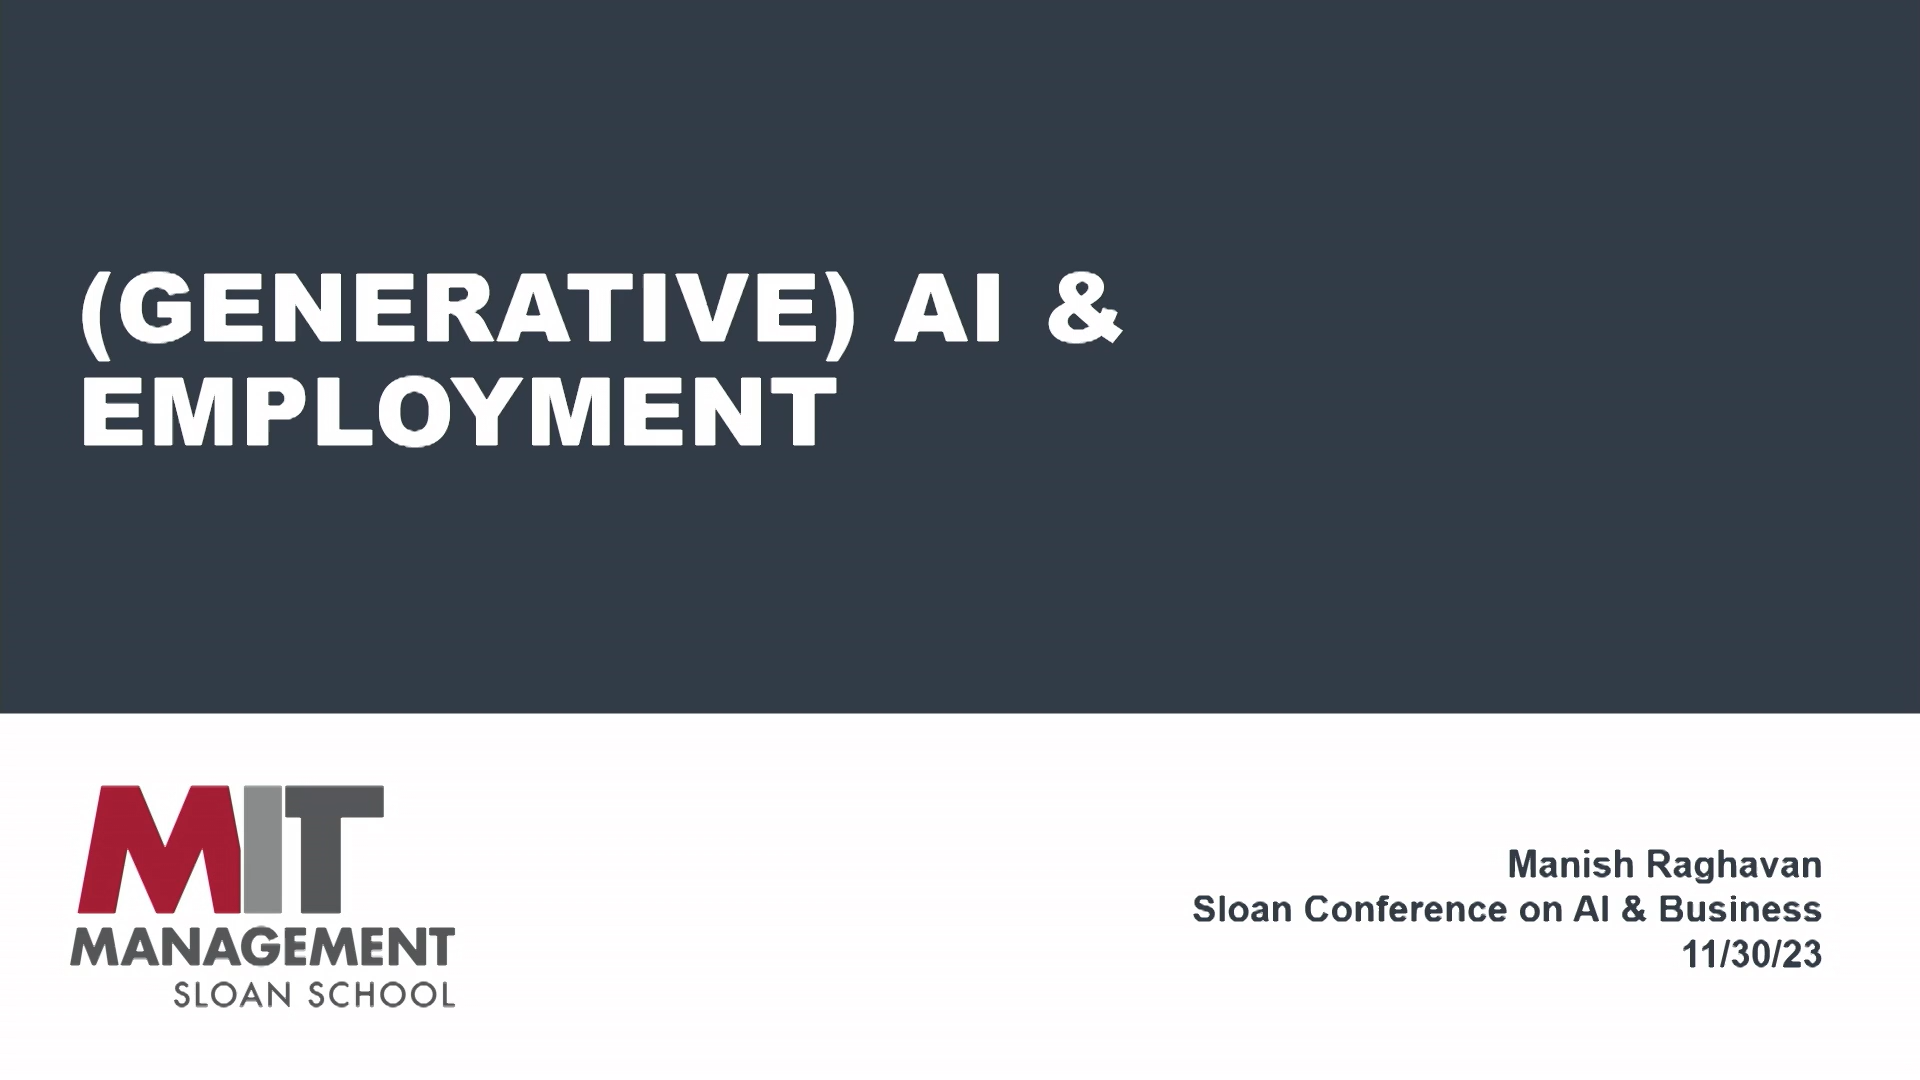 (GENERATIVE) AI &
EMPLOYMENT
MIT
MANAGEMENT
SLOAN SCHOOL
Manish Raghavan
Sloan Conference on AI & Business
11/30/23